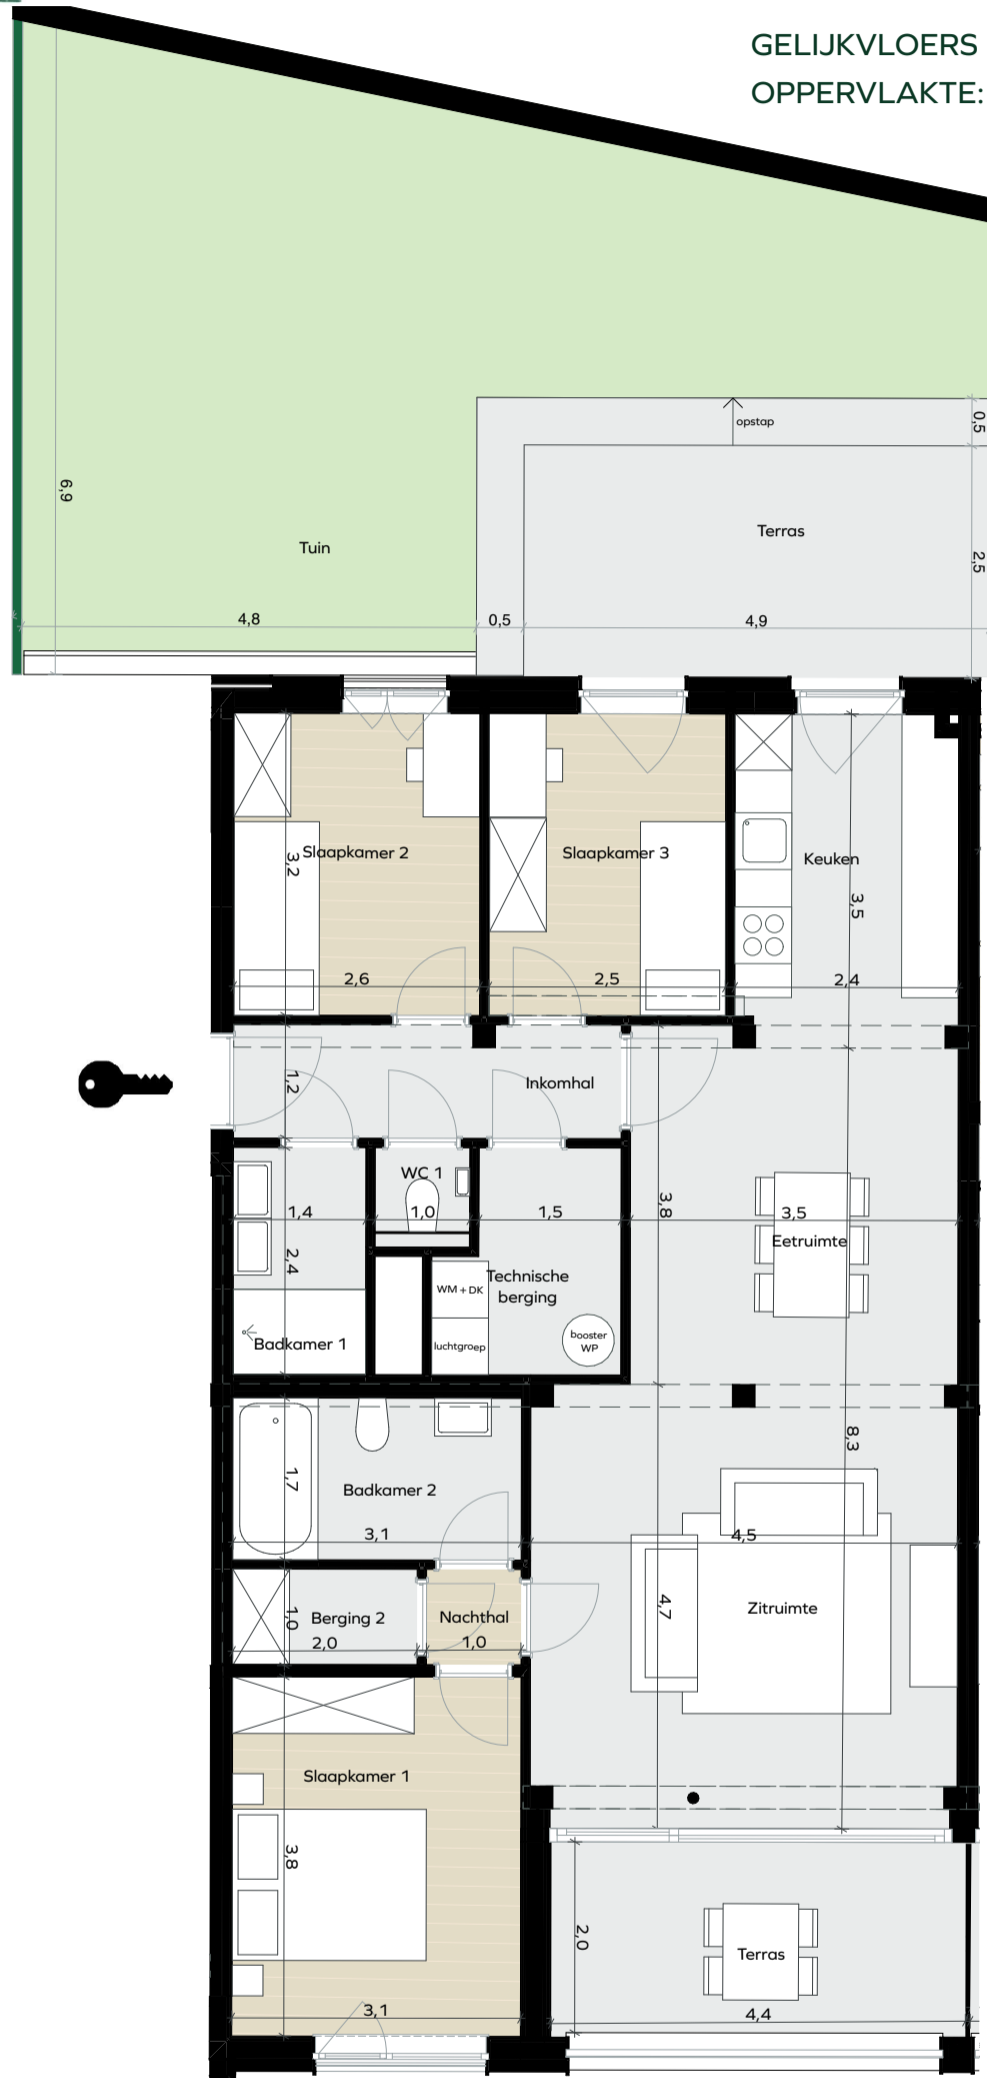 GELIJKVLOERS
OPPERVLAKTE:
opstap
0,5
6,9
Terras
2,5
Tuin
4,8
0,5
4,9
Slaapkamer 2
3,2
Slaapkamer 3
Keuken
3,5
2,6
2,5
2,4
Inkomhal
1,2
WC 1
1,4
1,0
1,5
3,8
3,5
Eetruimte
2,4
Technische
berging
WM + DK
Badkamer 1
luchtgroep
booster
WP
8,3
1,7
Badkamer 2
3,1
4,5
1,0
Berging 2
2,0
Nachthal
1,0
4,7
Zitruimte
Slaapkamer 1
3,8
2,0
Terras
3,1
4,4